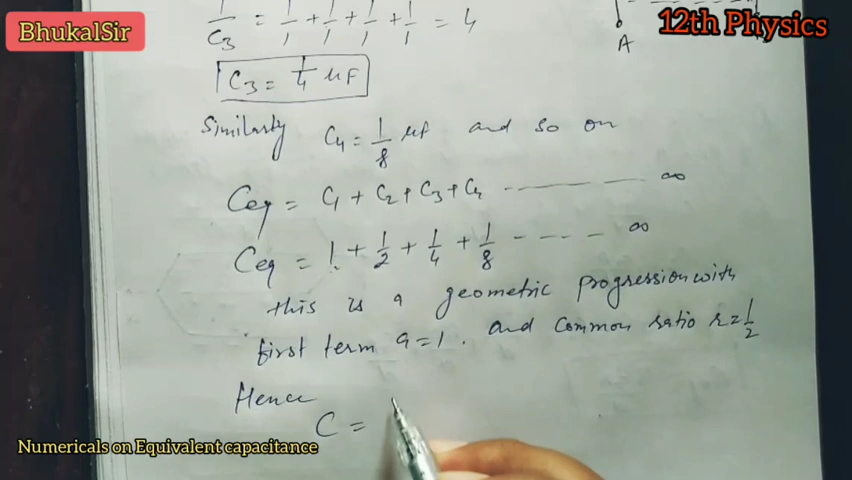 BhukalSir
12th Physics
1/C3 = 1/1 + 1/1 + 1/1 + 1/1 = 4
A
C3 = 1/4 μF
Similarly C4 = 1/8 μf and so on
Ceq = C1 + C2 + C3 + C4 ------- ∞
Ceq = 1 + 1/2 + 1/4 + 1/8 ---- ∞
this is a geometric progression with
first term a = 1. and common ratio r = 1/2
Hence
C =
Numericals on Equivalent capacitance